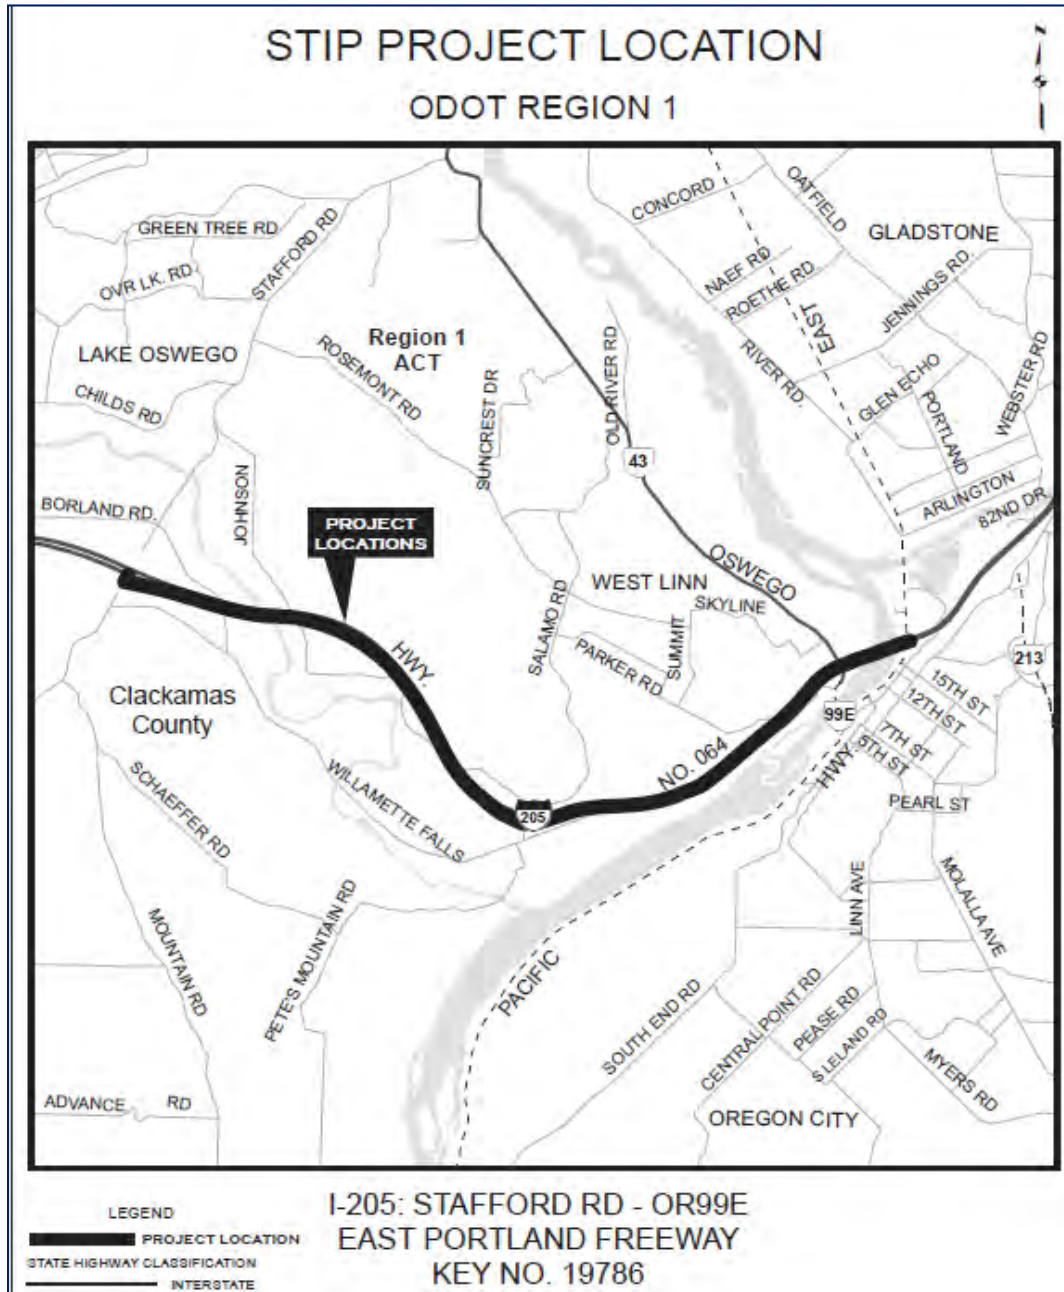 STIP PROJECT LOCATION
ODOT REGION 1
N
CONCORD
OATFIELD
GLADSTONE
GREEN TREE RD
STAFFORD RD
NAEF RD
ROETHE RD
JENNINGS RD.
OVR LK. RD
EAST
LAKE OSWEGO
ROSEMONT RD
Region 1
ACT
OLD RIVER RD
RIVER RD.
GLEN ECHO
WEBSTER RD
CHILDS RD
SUNCREST DR
PORTLAND
43
JOHNSON
ARLINGTON
82ND DR
BORLAND RD.
PROJECT
LOCATIONS
OSWEGO
WEST LINN
SKYLINE
SALAMO RD
SUMMIT
PARKER RD
HWY.
213
15TH ST
12TH ST
7TH ST
5TH ST
99E
HWY.
Clackamas
County
NO. 064
SCHAEFFER RD
WILLAMETTE FALLS
205
PEARL ST
LINN AVE
MOLALLA AVE
MOUNTAIN RD
PETE'S MOUNTAIN RD
PACIFIC
SOUTH END RD
CENTRAL POINT RD
PEASE RD
S LELAND RD
MYERS RD
ADVANCE RD
OREGON CITY
LEGEND
PROJECT LOCATION
STATE HIGHWAY CLASSIFICATION
INTERSTATE
I-205: STAFFORD RD - OR99E
EAST PORTLAND FREEWAY
KEY NO. 19786